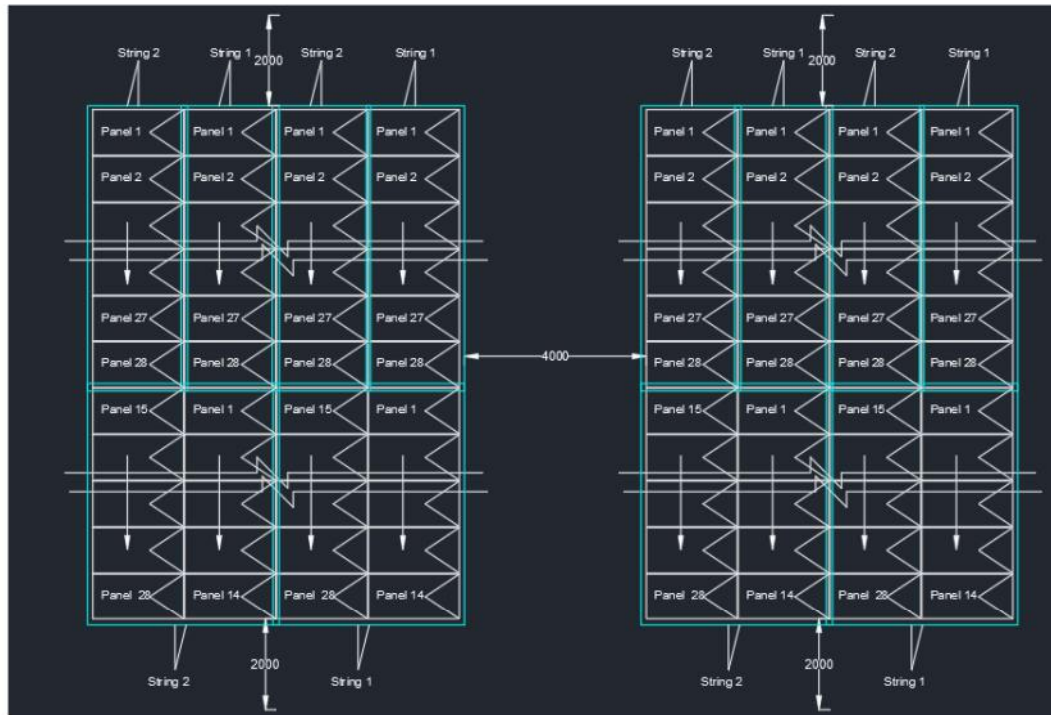 String 2 String 1 String 2 String 1 String 2 String 1 String 2 String 1
2000 2000
Panel 1 Panel 1 Panel 1 Panel 1 Panel 1 Panel 1 Panel 1 Panel 1
Panel 2 Panel 2 Panel 2 Panel 2 Panel 2 Panel 2 Panel 2 Panel 2
Panel 27 Panel 27 Panel 27 Panel 27 Panel 27 Panel 27 Panel 27 Panel 27
4000
Panel 28 Panel 28 Panel 28 Panel 28 Panel 28 Panel 28 Panel 28 Panel 28
Panel 15 Panel 1 Panel 15 Panel 1 Panel 15 Panel 1 Panel 15 Panel 1
Panel 28 Panel 14 Panel 28 Panel 14 Panel 28 Panel 14 Panel 28 Panel 14
2000 2000
String 2 String 1 String 2 String 1